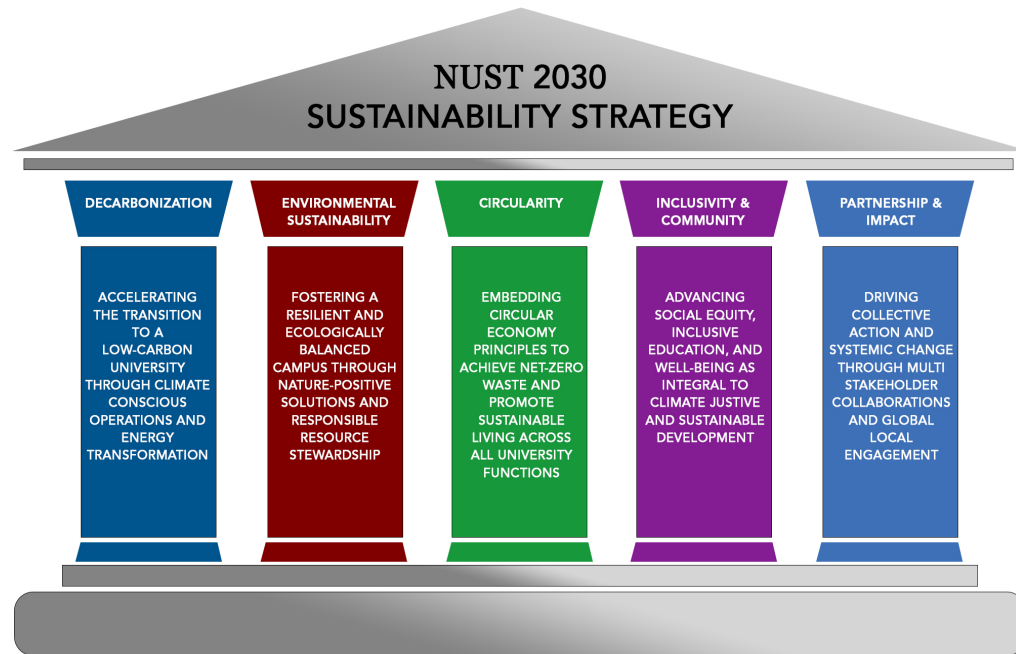 NUST 2030
SUSTAINABILITY STRATEGY
DECARBONIZATION
ACCELERATING
THE TRANSITION
TO A
LOW-CARBON
UNIVERSITY
THROUGH CLIMATE
CONSCIOUS
OPERATIONS AND
ENERGY
TRANSFORMATION
ENVIRONMENTAL
SUSTAINABILITY
FOSTERING A
RESILIENT AND
ECOLOGICALLY
BALANCED
CAMPUS THROUGH
NATURE-POSITIVE
SOLUTIONS AND
RESPONSIBLE
RESOURCE
STEWARDSHIP
CIRCULARITY
EMBEDDING
CIRCULAR
ECONOMY
PRINCIPLES TO
ACHIEVE NET-ZERO
WASTE AND
PROMOTE
SUSTAINABLE
LIVING ACROSS
ALL UNIVERSITY
FUNCTIONS
INCLUSIVITY &
COMMUNITY
ADVANCING
SOCIAL EQUITY,
INCLUSIVE
EDUCATION, AND
WELL-BEING AS
INTEGRAL TO
CLIMATE JUSTIVE
AND SUSTAINABLE
DEVELOPMENT
PARTNERSHIP &
IMPACT
DRIVING
COLLECTIVE
ACTION AND
SYSTEMIC CHANGE
THROUGH MULTI
STAKEHOLDER
COLLABORATIONS
AND GLOBAL
LOCAL
ENGAGEMENT